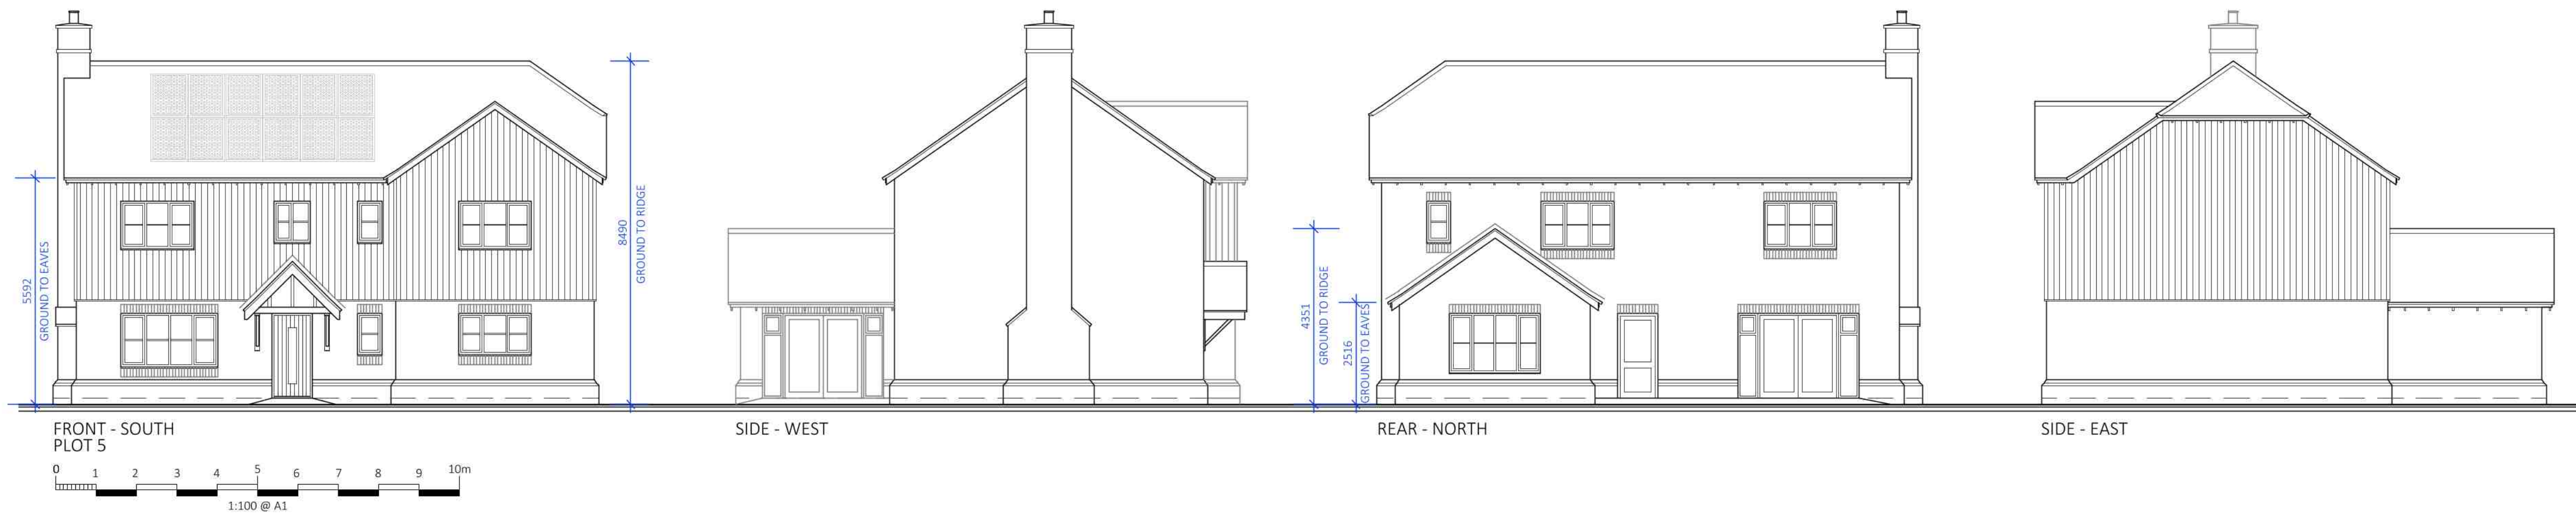 5592
GROUND TO EAVES
8490
GROUND TO RIDGE
4351
GROUND TO RIDGE
2516
GROUND TO EAVES
FRONT - SOUTH
PLOT 5
SIDE - WEST
REAR - NORTH
SIDE - EAST
0 1 2 3 4 5 6 7 8 9 10m
1:100 @ A1